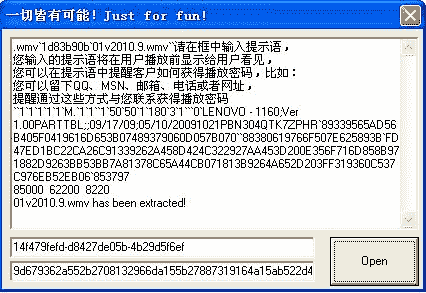 一切皆有可能! Just for fun!
.wmv`1d83b90b`01v2010.9.wmv``请在框中输入提示语，
您输入的提示语将在用户播放前显示给用户看见，
您可以在提示语中提醒客户如何获得播放密码，比如：
您可以留下QQ、MSN、邮箱、电话或者网址，
提醒通过这些方式与您联系获得播放密码
``1`1`1`1`1`M.`1`1``1`50`50`1`180`3`1```0`LENOVO - 1160;Ver
1.00PARTTBL;;09/17/09;05/10/20091021PBN304QTK7ZPHR`89339565AD56
B405F0419616D653B0748937906D0D057B070``88380619766F507E625893B`FD
47ED1BC22CA26C91339262A458D424C322927AA453D200E356F716D858B97
1882D9263BB53BB7A81378C65A44CB071813B9264A652D203FF319360C537
C976EB52EB06`853797
85000  62200  8220
01v2010.9.wmv has been extracted!
14f479fefd-d8427de05b-4b29d5f6ef
9d679362a552b2708132966da155b27887319164a15ab522d4
Open